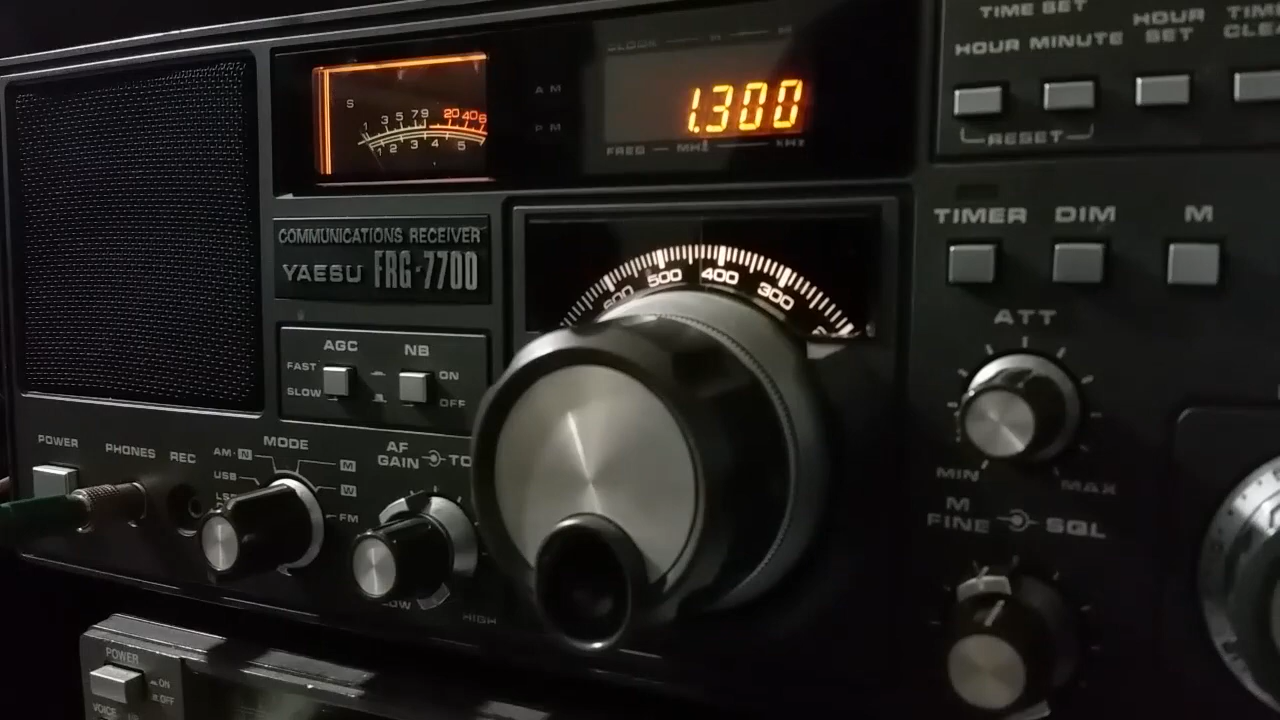 TIME SET
HOUR MINUTE
HOUR
SET
CLOCK
S
1 3 5 7 9 20 40 6
1 2 3 4 5
AM
PM
1.300
FREQ MHz kHz
RESET
COMMUNICATIONS RECEIVER
YAESU FRG-7700
500 400 300
TIMER DIM M
ATT
AGC NB
FAST
SLOW
ON
OFF
MIN MAX
POWER PHONES REC
MODE
AM-N M
USB W
FM
AF
GAIN
M
FINE SQL
HIGH
POWER
ON
OFF
VOICE